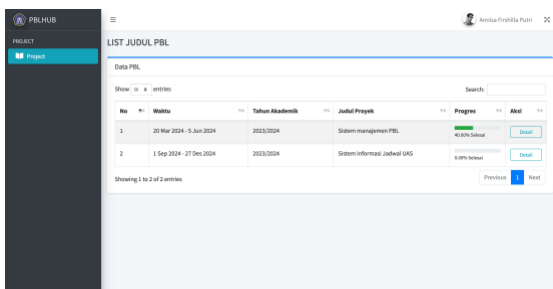 PBLHUB
Annisa Firshilla Putri
PROJECT
Project
LIST JUDUL PBL
Data PBL
Show 10 entries
Search:
No Waktu Tahun Akademik Judul Proyek Progres Aksi
1 20 Mar 2024 - 5 Jun 2024 2023/2024 Sistem manajemen PBL 40.00% Selesai Detail
2 1 Sep 2024 - 27 Des 2024 2023/2024 Sistem Informasi Jadwal UAS 0.00% Selesai Detail
Showing 1 to 2 of 2 entries
Previous 1 Next